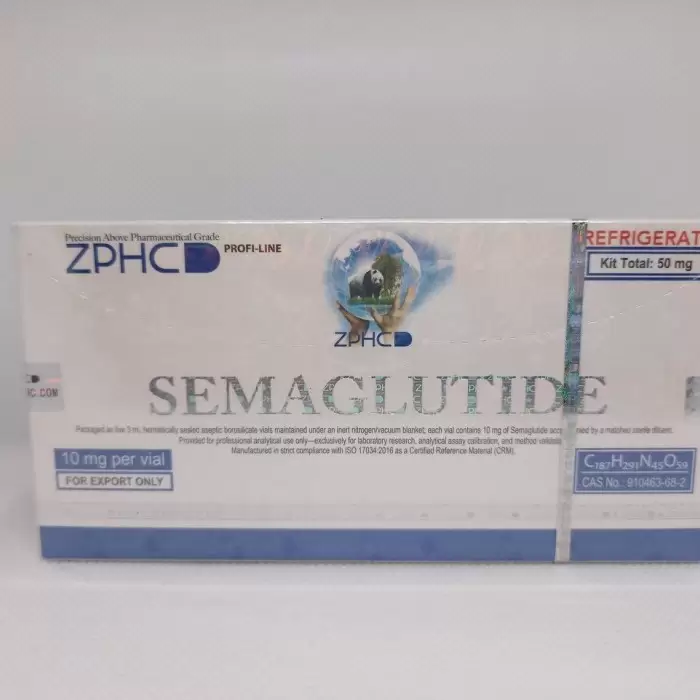 Precision Above Pharmaceutical Grade
ZPHCD PROFI-LINE
ZPHCD
REFRIGERAT
Kit Total: 50 mg
SEMAGLUTIDE
Packaged as five 3 mL hermetically sealed aseptic borosilicate vials maintained under an inert nitrogen/vacuum blanket; each vial contains 10 mg of Semaglutide by a matched sterile diluent.
Provided for professional analytical use only—exclusively for laboratory research, analytical assay calibration, and method
Manufactured in strict compliance with ISO 17034:2016 as a Certified Reference Material (CRM).
10 mg per vial
FOR EXPORT ONLY
C₁₈₇H₂₉₁N₄₅O₅₉
CAS No.: 910463-68-2